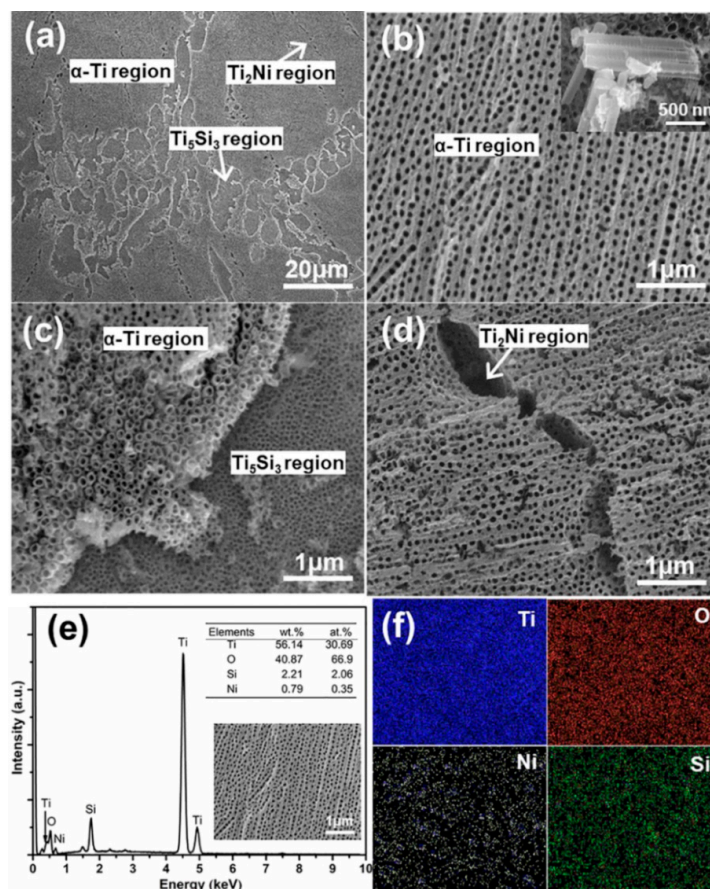 (a)
α-Ti region
Ti₂Ni region
Ti₅Si₃ region
20μm
(b)
α-Ti region
500 nm
1μm
(c)
α-Ti region
Ti₅Si₃ region
1μm
(d)
Ti₂Ni region
1μm
(e)
Elements wt.% at.%
Ti 56.14 30.69
O 40.87 66.9
Si 2.21 2.06
Ni 0.79 0.35
Intensity (a.u.)
Ti
O
Ni
Si
Ti
Ti
1μm
0 1 2 3 4 5 6 7 8 9 10
Energy (keV)
(f)
Ti
O
Ni
Si